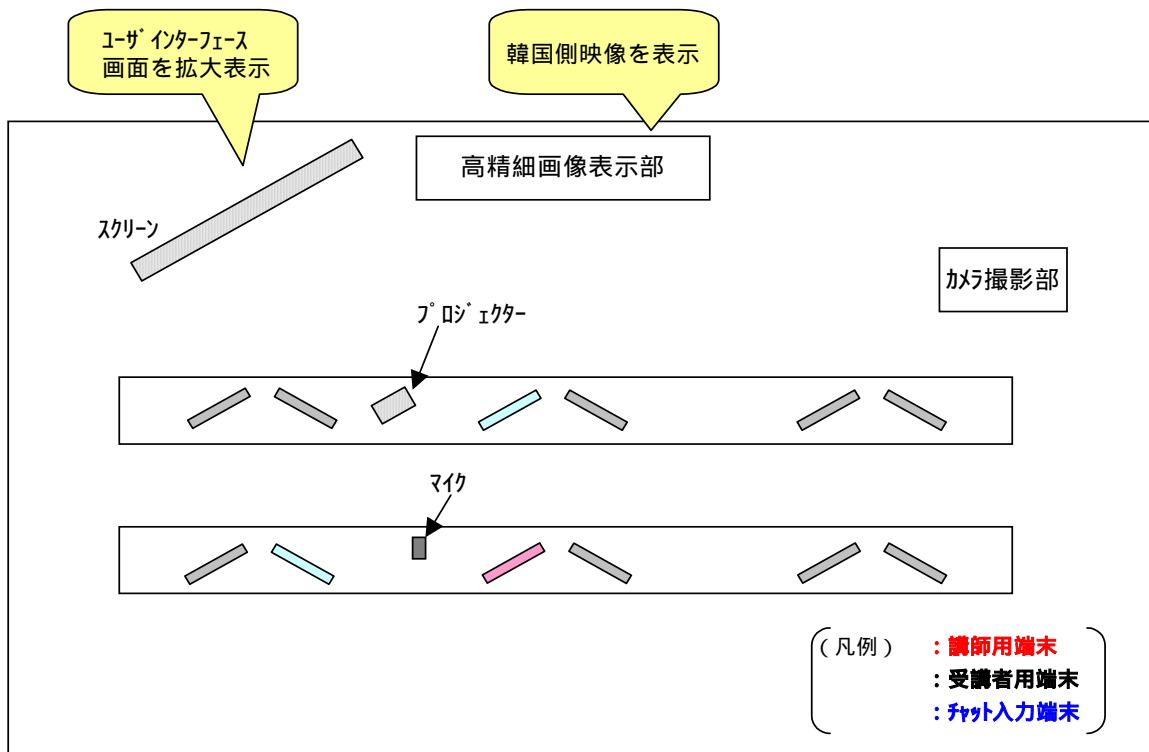 ﾕｰｻﾞｲﾝﾀｰﾌｪｰｽ
画面を拡大表示
韓国側映像を表示
高精細画像表示部
ｽｸﾘｰﾝ
ｶﾒﾗ撮影部
ﾌﾟﾛｼﾞｪｸﾀｰ
ﾏｲｸ
（凡例）　：講師用端末
：受講者用端末
：ﾁｬｯﾄ入力端末